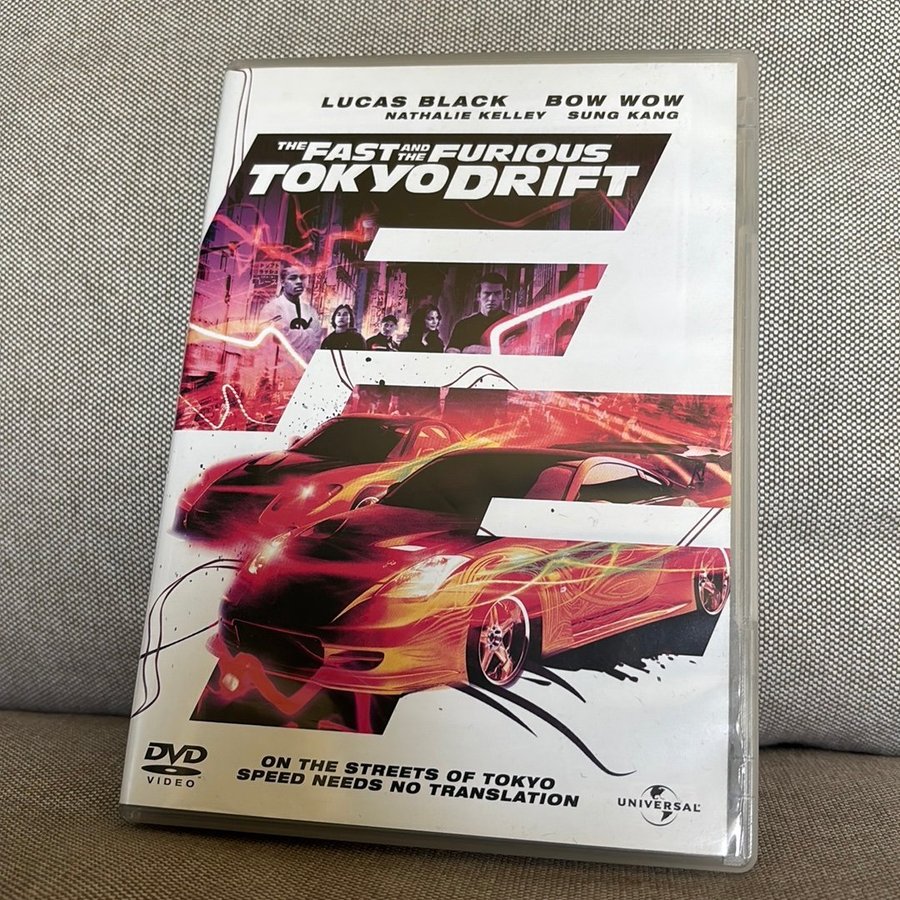 LUCAS BLACK BOW WOW
NATHALIE KELLEY SUNG KANG
THE FAST AND THE FURIOUS
TOKYO DRIFT
DVD
VIDEO
ON THE STREETS OF TOKYO
SPEED NEEDS NO TRANSLATION
UNIVERSAL